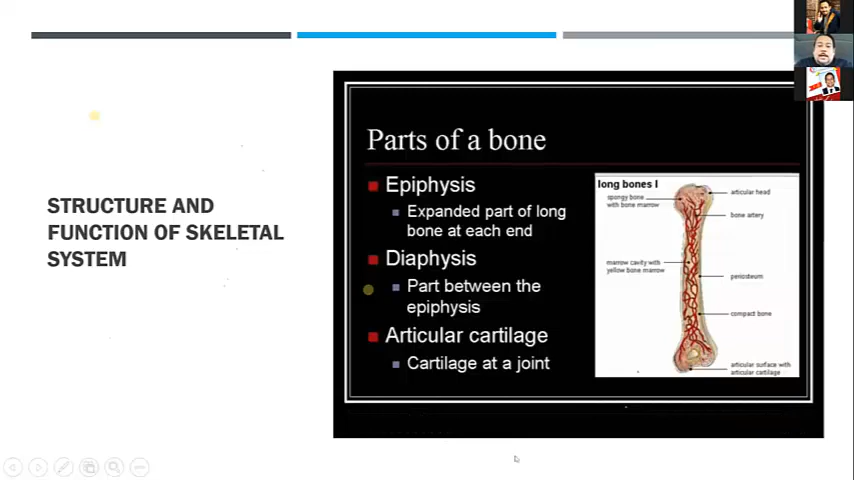 STRUCTURE AND
FUNCTION OF SKELETAL
SYSTEM
Parts of a bone
Epiphysis
Expanded part of long
bone at each end
Diaphysis
Part between the
epiphysis
Articular cartilage
Cartilage at a joint
long bones I
spongy bone
with bone marrow
articular head
bone artery
marrow cavity with
yellow bone marrow
periosteum
compact bone
articular surface with
articular cartilage